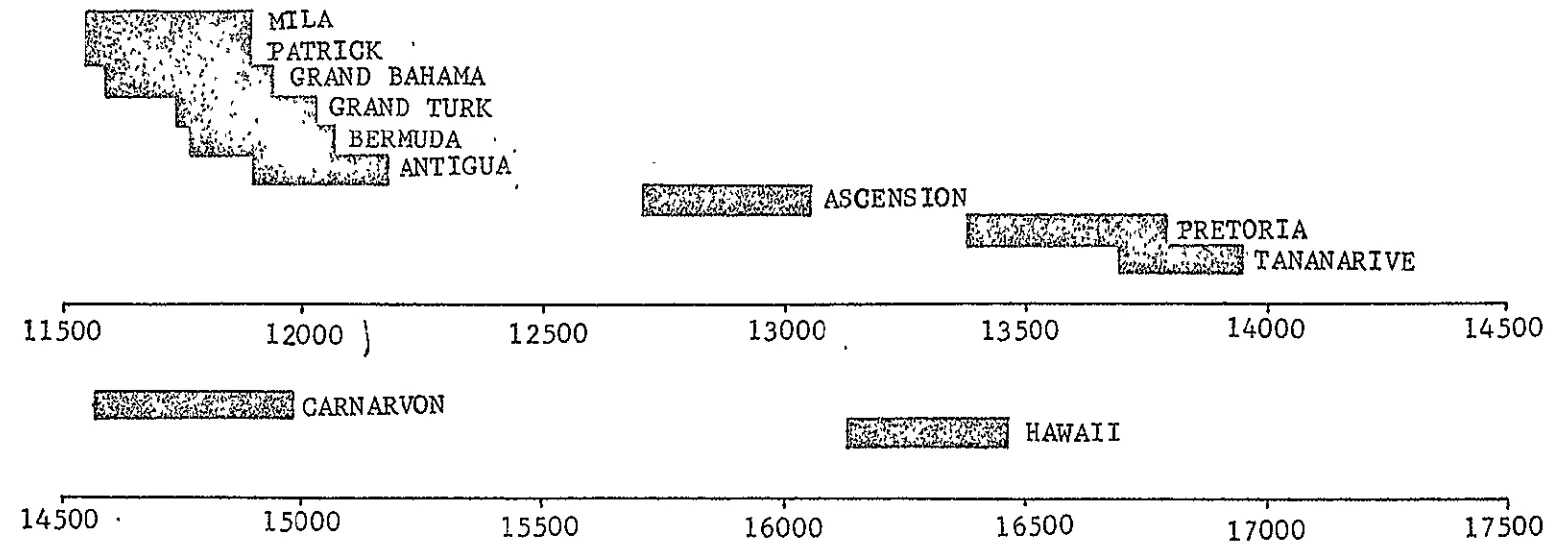 MILA
PATRICK
GRAND BAHAMA
GRAND TURK
BERMUDA
ANTIGUA
ASCENSION
PRETORIA
TANANARIVE
11500 12000 12500 13000 13500 14000 14500
CARNARVON
HAWAII
14500 15000 15500 16000 16500 17000 17500